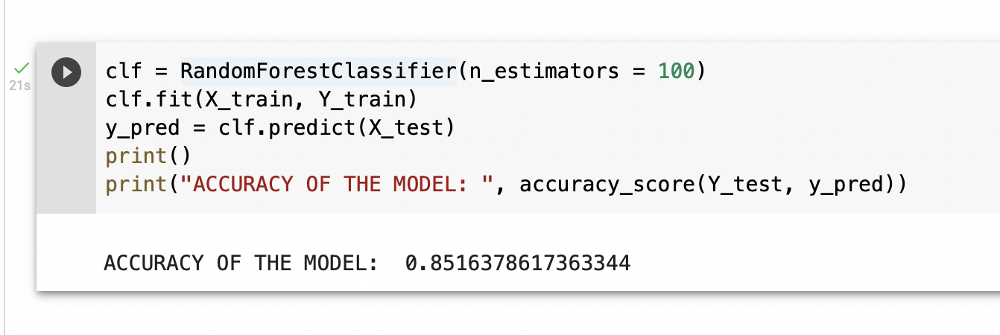 clf = RandomForestClassifier(n_estimators = 100)
21s
clf.fit(X_train, Y_train)
y_pred = clf.predict(X_test)
print()
print("ACCURACY OF THE MODEL: ", accuracy_score(Y_test, y_pred))
ACCURACY OF THE MODEL:  0.8516378617363344